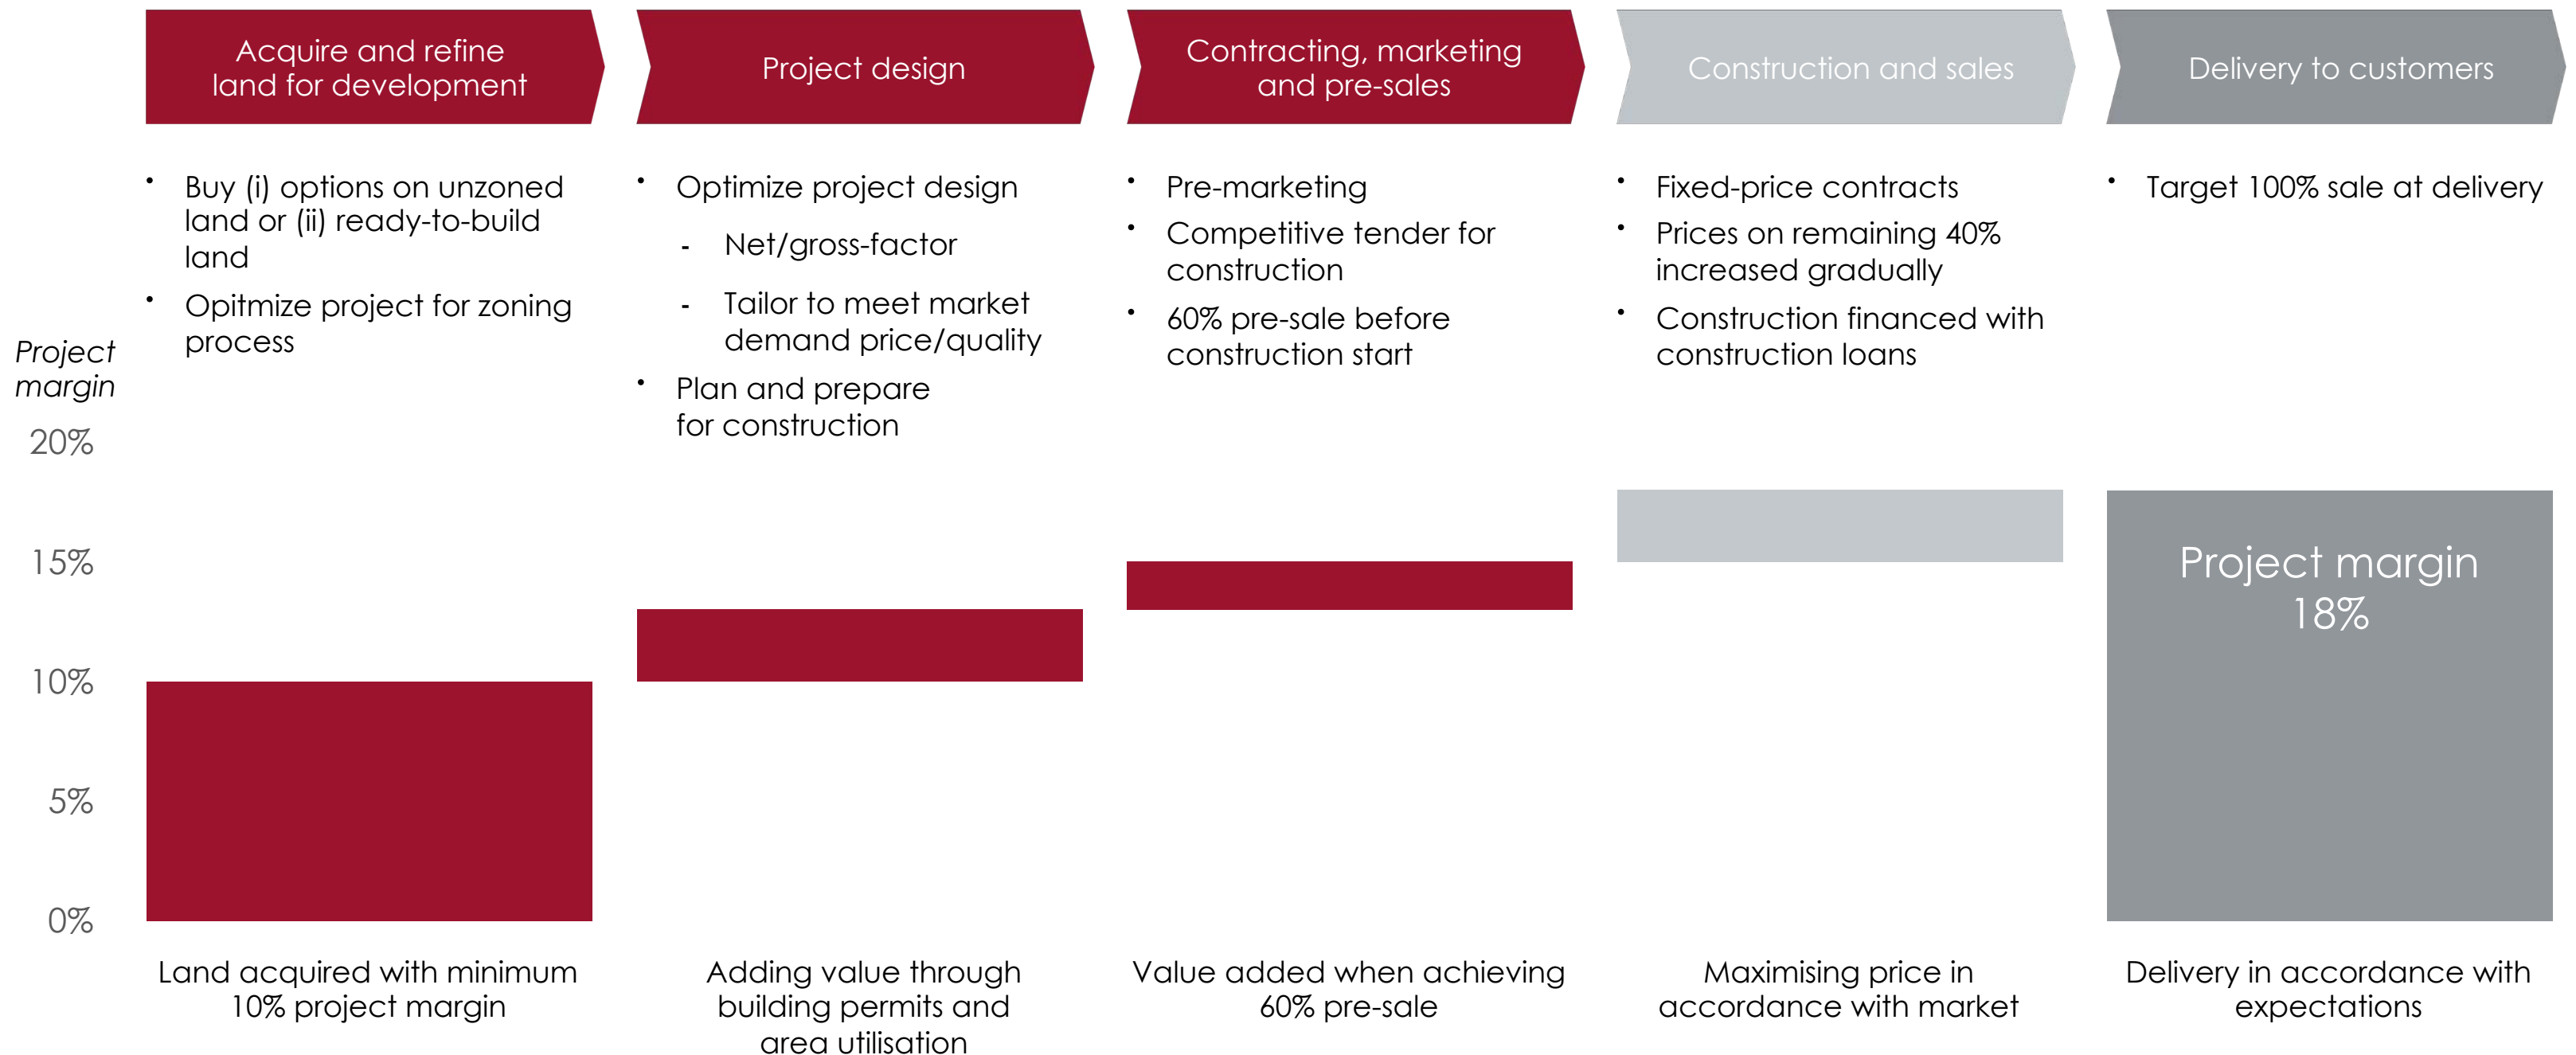 Acquire and refine
land for development
Project design
Contracting, marketing
and pre-sales
Construction and sales
Delivery to customers
• Buy (i) options on unzoned
land or (ii) ready-to-build
land
• Opitmize project for zoning
process
• Optimize project design
- Net/gross-factor
- Tailor to meet market
demand price/quality
• Plan and prepare
for construction
• Pre-marketing
• Competitive tender for
construction
• 60% pre-sale before
construction start
• Fixed-price contracts
• Prices on remaining 40%
increased gradually
• Construction financed with
construction loans
• Target 100% sale at delivery
Project
margin
20%
15%
10%
5%
0%
Project margin
18%
Land acquired with minimum
10% project margin
Adding value through
building permits and
area utilisation
Value added when achieving
60% pre-sale
Maximising price in
accordance with market
Delivery in accordance with
expectations